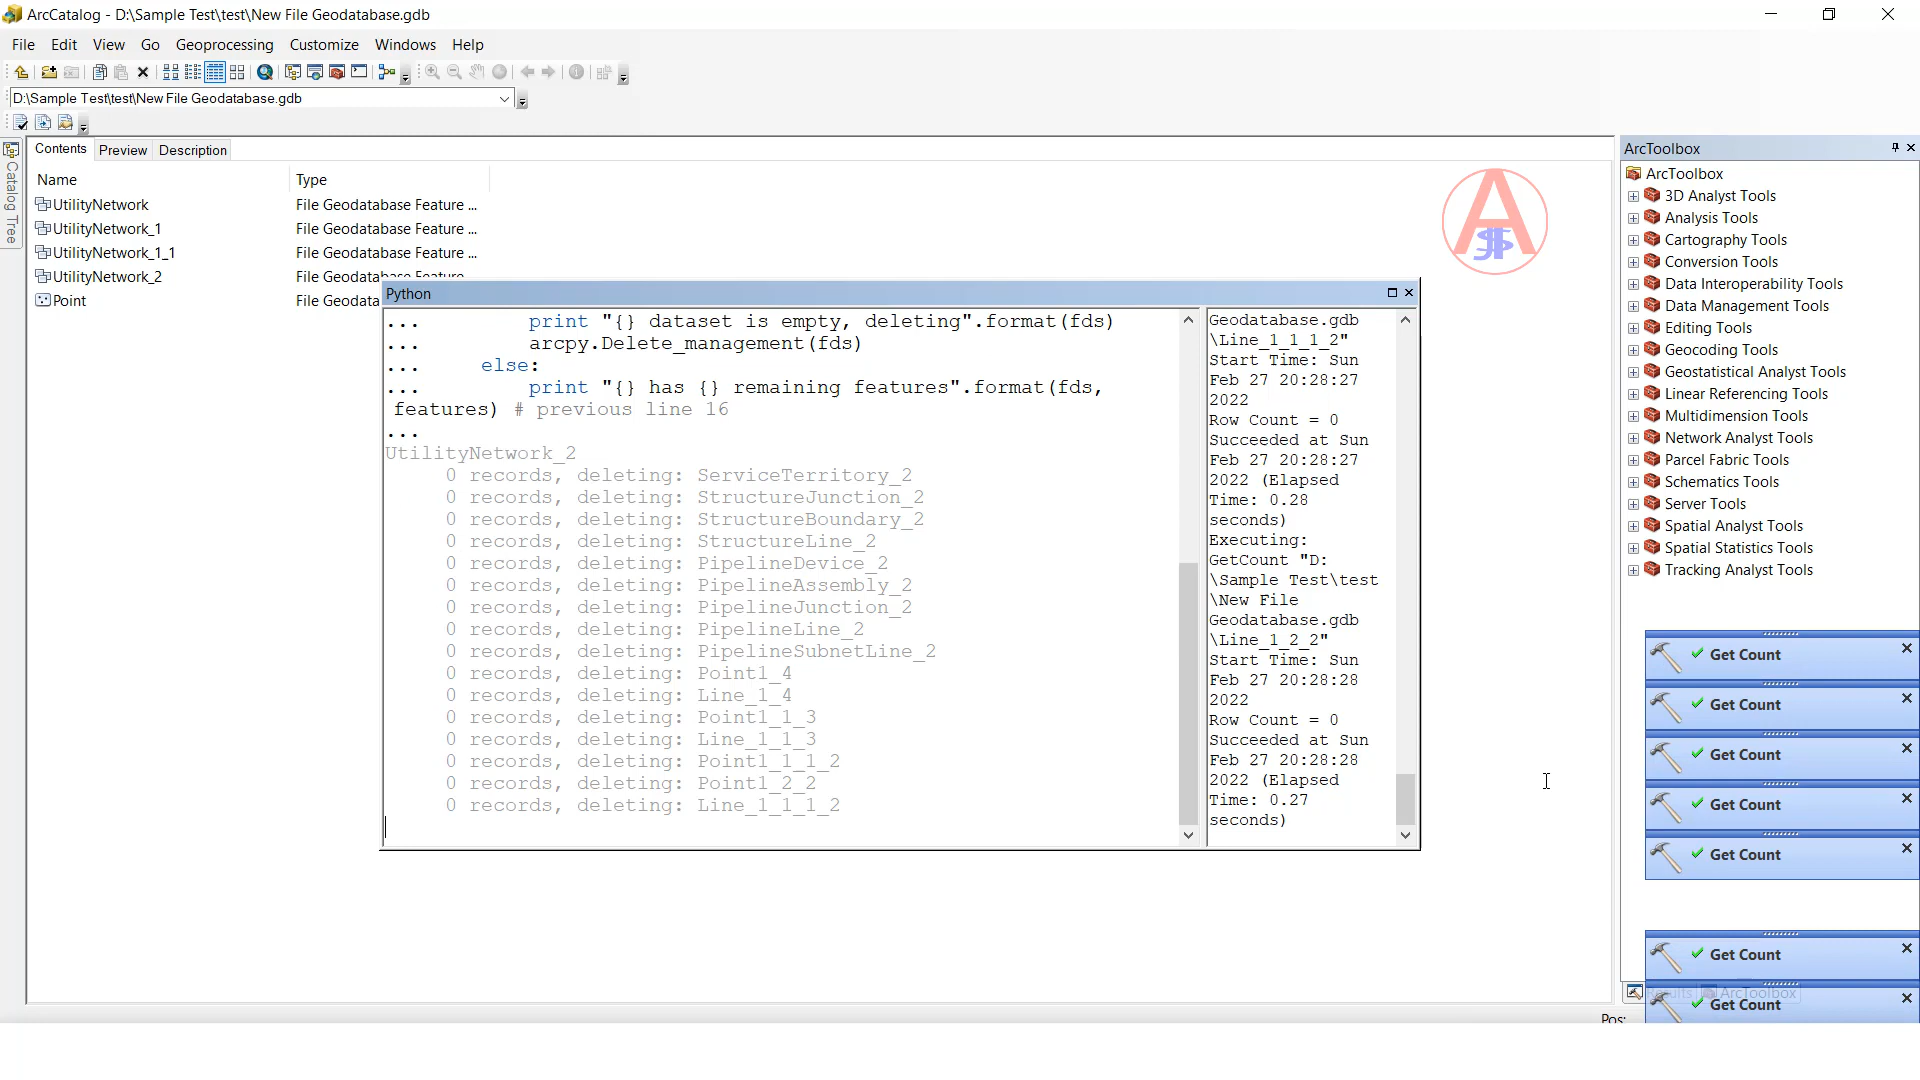 ArcCatalog - D:\Sample Test\test\New File Geodatabase.gdb
File Edit View Go Geoprocessing Customize Windows Help
D:\Sample Test\test\New File Geodatabase.gdb
Catalog Tree
Contents Preview Description
Name Type
UtilityNetwork File Geodatabase Feature ...
UtilityNetwork_1 File Geodatabase Feature ...
UtilityNetwork_1_1 File Geodatabase Feature ...
UtilityNetwork_2 File Geodatabase Feature ...
Point File Geodata
Python
... print "{} dataset is empty, deleting".format(fds)
... arcpy.Delete_management(fds)
... else:
... print "{} has {} remaining features".format(fds,
features) # previous line 16
...
UtilityNetwork_2
0 records, deleting: ServiceTerritory_2
0 records, deleting: StructureJunction_2
0 records, deleting: StructureBoundary_2
0 records, deleting: StructureLine_2
0 records, deleting: PipelineDevice_2
0 records, deleting: PipelineAssembly_2
0 records, deleting: PipelineJunction_2
0 records, deleting: PipelineLine_2
0 records, deleting: PipelineSubnetLine_2
0 records, deleting: Point1_4
0 records, deleting: Line_1_4
0 records, deleting: Point1_1_3
0 records, deleting: Line_1_1_3
0 records, deleting: Point1_1_1_2
0 records, deleting: Point1_2_2
0 records, deleting: Line_1_1_1_2
Geodatabase.gdb
\Line_1_1_1_2"
Start Time: Sun
Feb 27 20:28:27
2022
Row Count = 0
Succeeded at Sun
Feb 27 20:28:27
2022 (Elapsed
Time: 0.28
seconds)
Executing:
GetCount "D:
\Sample Test\test
\New File
Geodatabase.gdb
\Line_1_2_2"
Start Time: Sun
Feb 27 20:28:28
2022
Row Count = 0
Succeeded at Sun
Feb 27 20:28:28
2022 (Elapsed
Time: 0.27
seconds)
ArcToolbox
ArcToolbox
3D Analyst Tools
Analysis Tools
Cartography Tools
Conversion Tools
Data Interoperability Tools
Data Management Tools
Editing Tools
Geocoding Tools
Geostatistical Analyst Tools
Linear Referencing Tools
Multidimension Tools
Network Analyst Tools
Parcel Fabric Tools
Schematics Tools
Server Tools
Spatial Analyst Tools
Spatial Statistics Tools
Tracking Analyst Tools
Get Count
Get Count
Get Count
Get Count
Get Count
Get Count
ArcToolbox
Get Count
Pos: